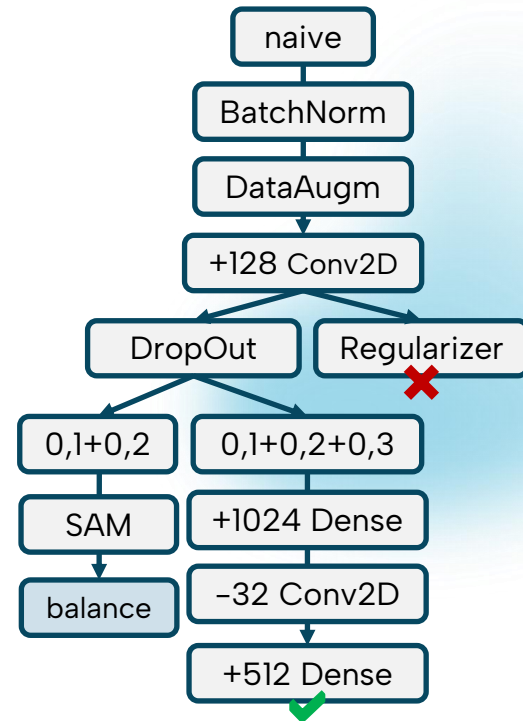 naive
BatchNorm
DataAugm
+128 Conv2D
DropOut
Regularizer
0,1+0,2
0,1+0,2+0,3
SAM
+1024 Dense
balance
-32 Conv2D
+512 Dense